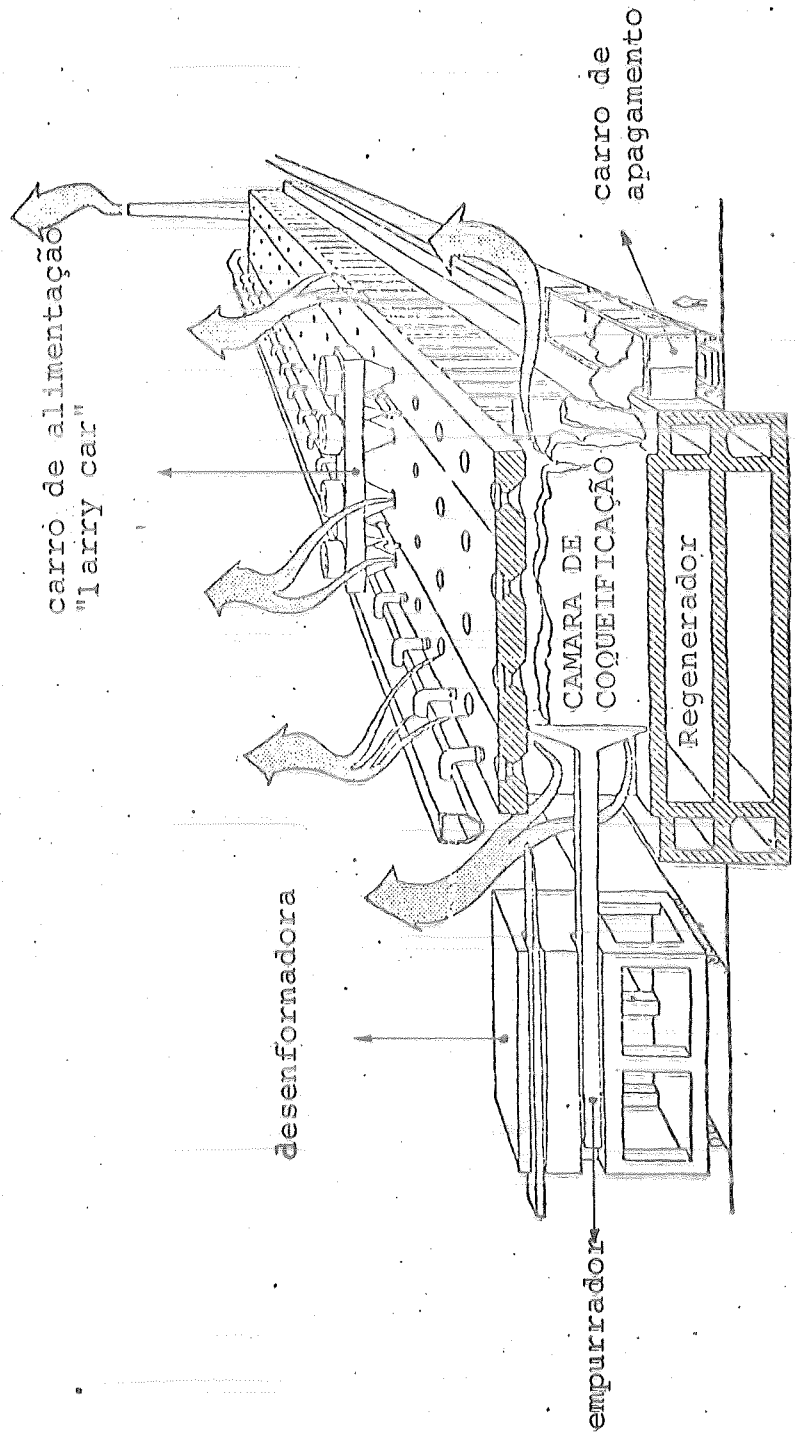 carro de alimentação
"larry car"
desenfornadora
carro de
apagamento
CAMARA DE
COQUEIFICAÇÃO
Regenerador
empurrador